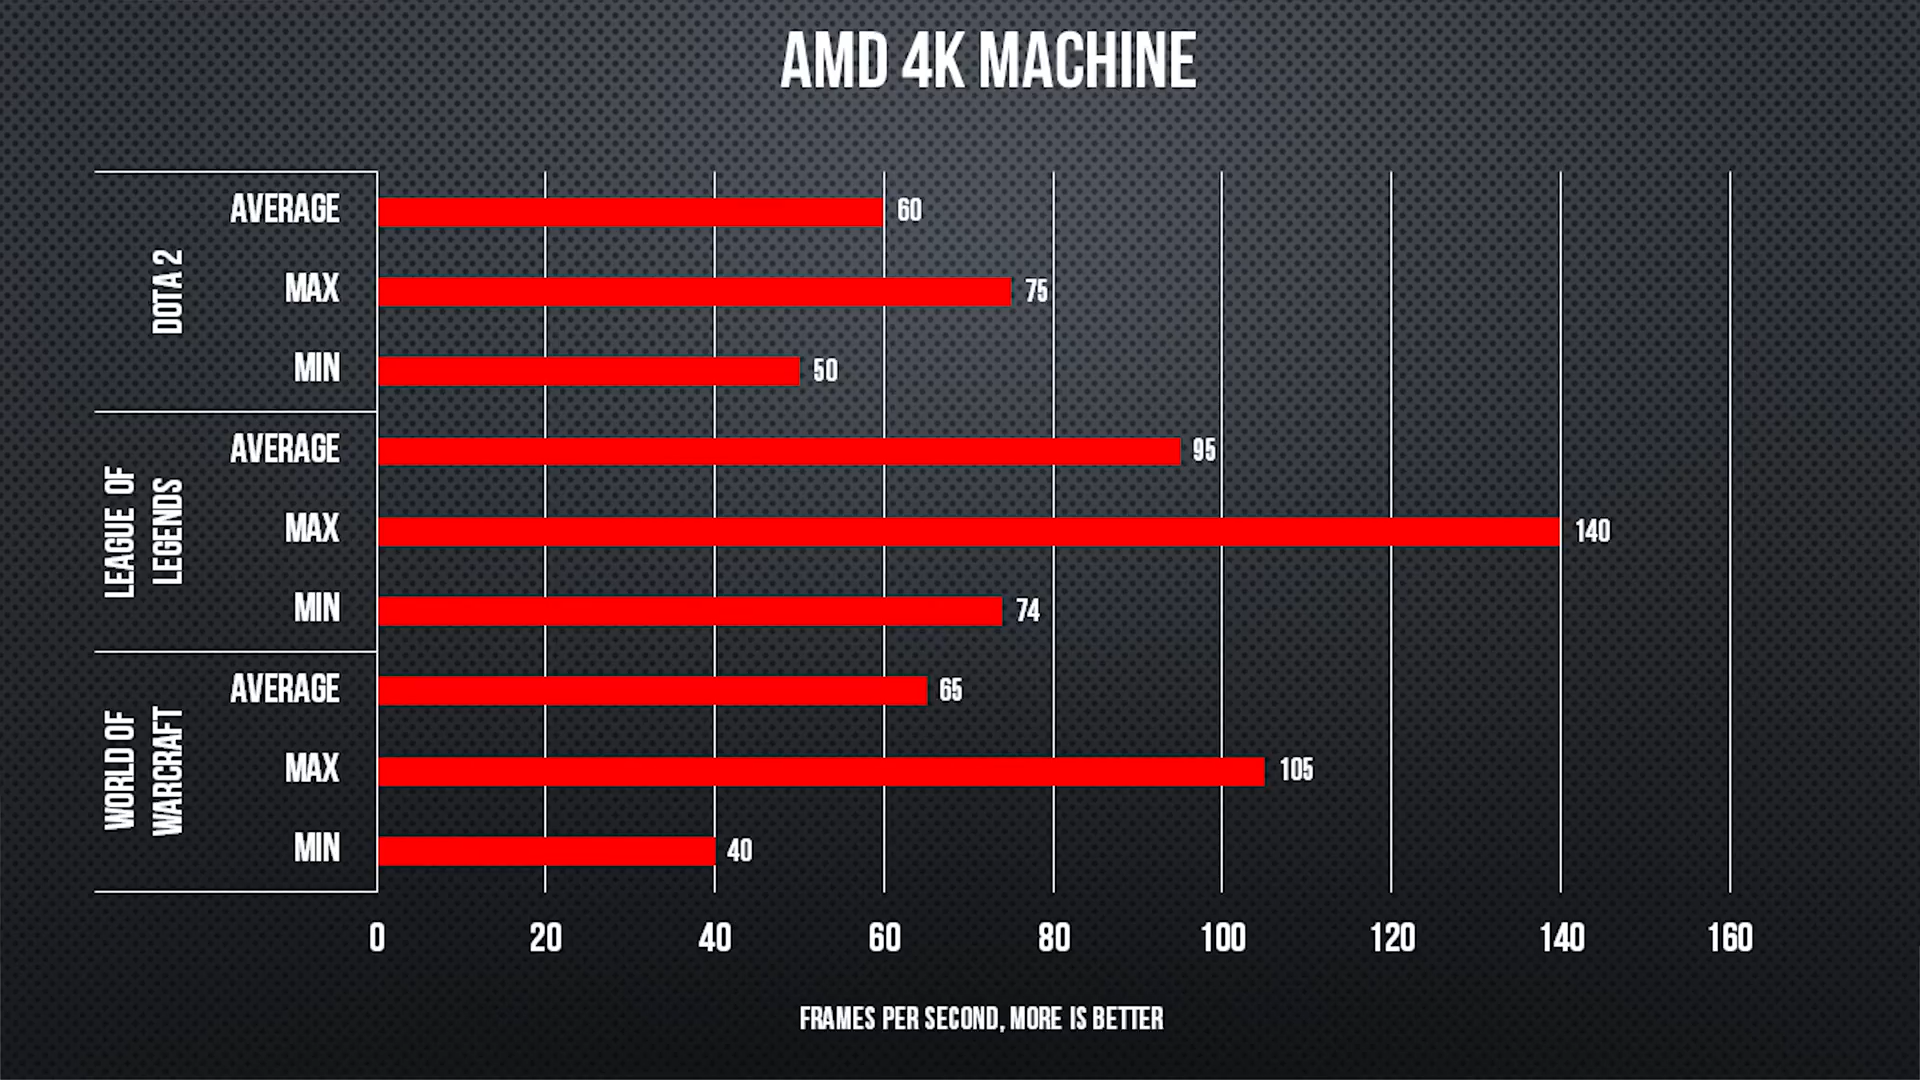 AMD 4K MACHINE
DOTA 2
AVERAGE 60
MAX 75
MIN 50
LEAGUE OF
LEGENDS
AVERAGE 95
MAX 140
MIN 74
WORLD OF
WARCRAFT
AVERAGE 65
MAX 105
MIN 40
0 20 40 60 80 100 120 140 160
FRAMES PER SECOND, MORE IS BETTER